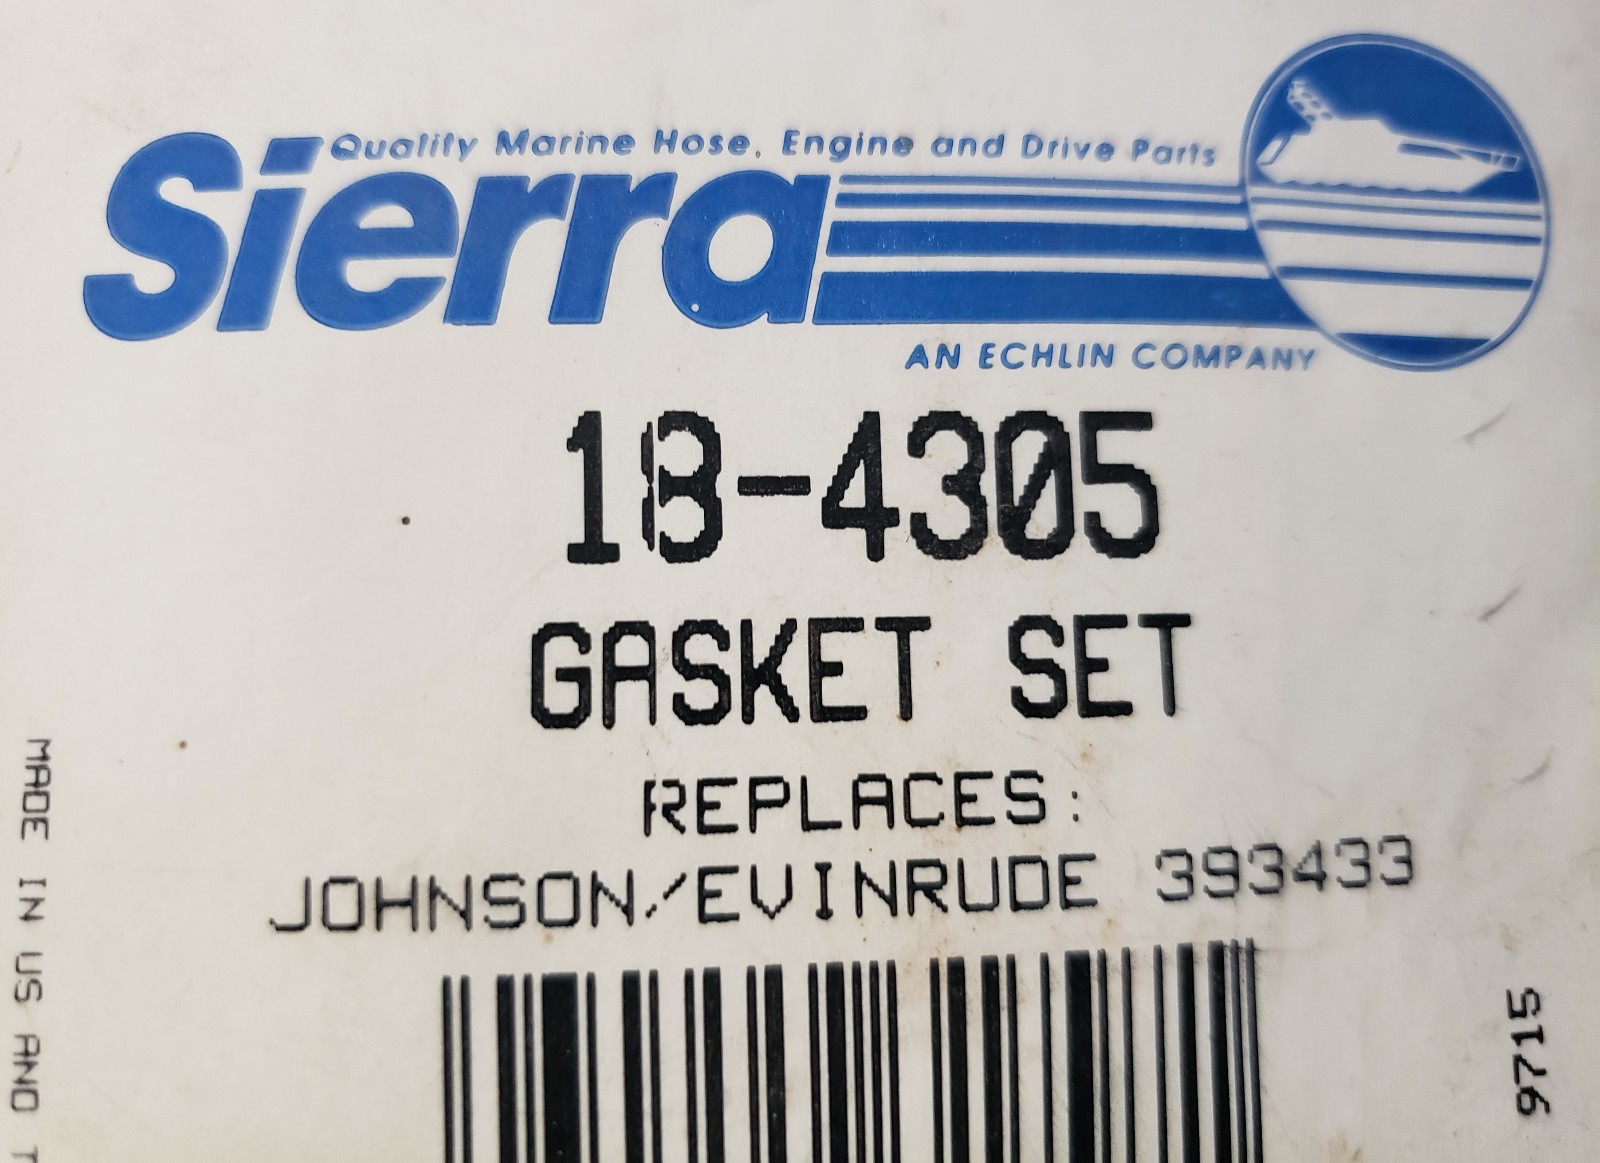 Quality Marine Hose, Engine and Drive Parts
Sierra
AN ECHLIN COMPANY
18-4305
GASKET SET
REPLACES:
JOHNSON/EVINRUDE 393433
MADE IN US AND T
9715